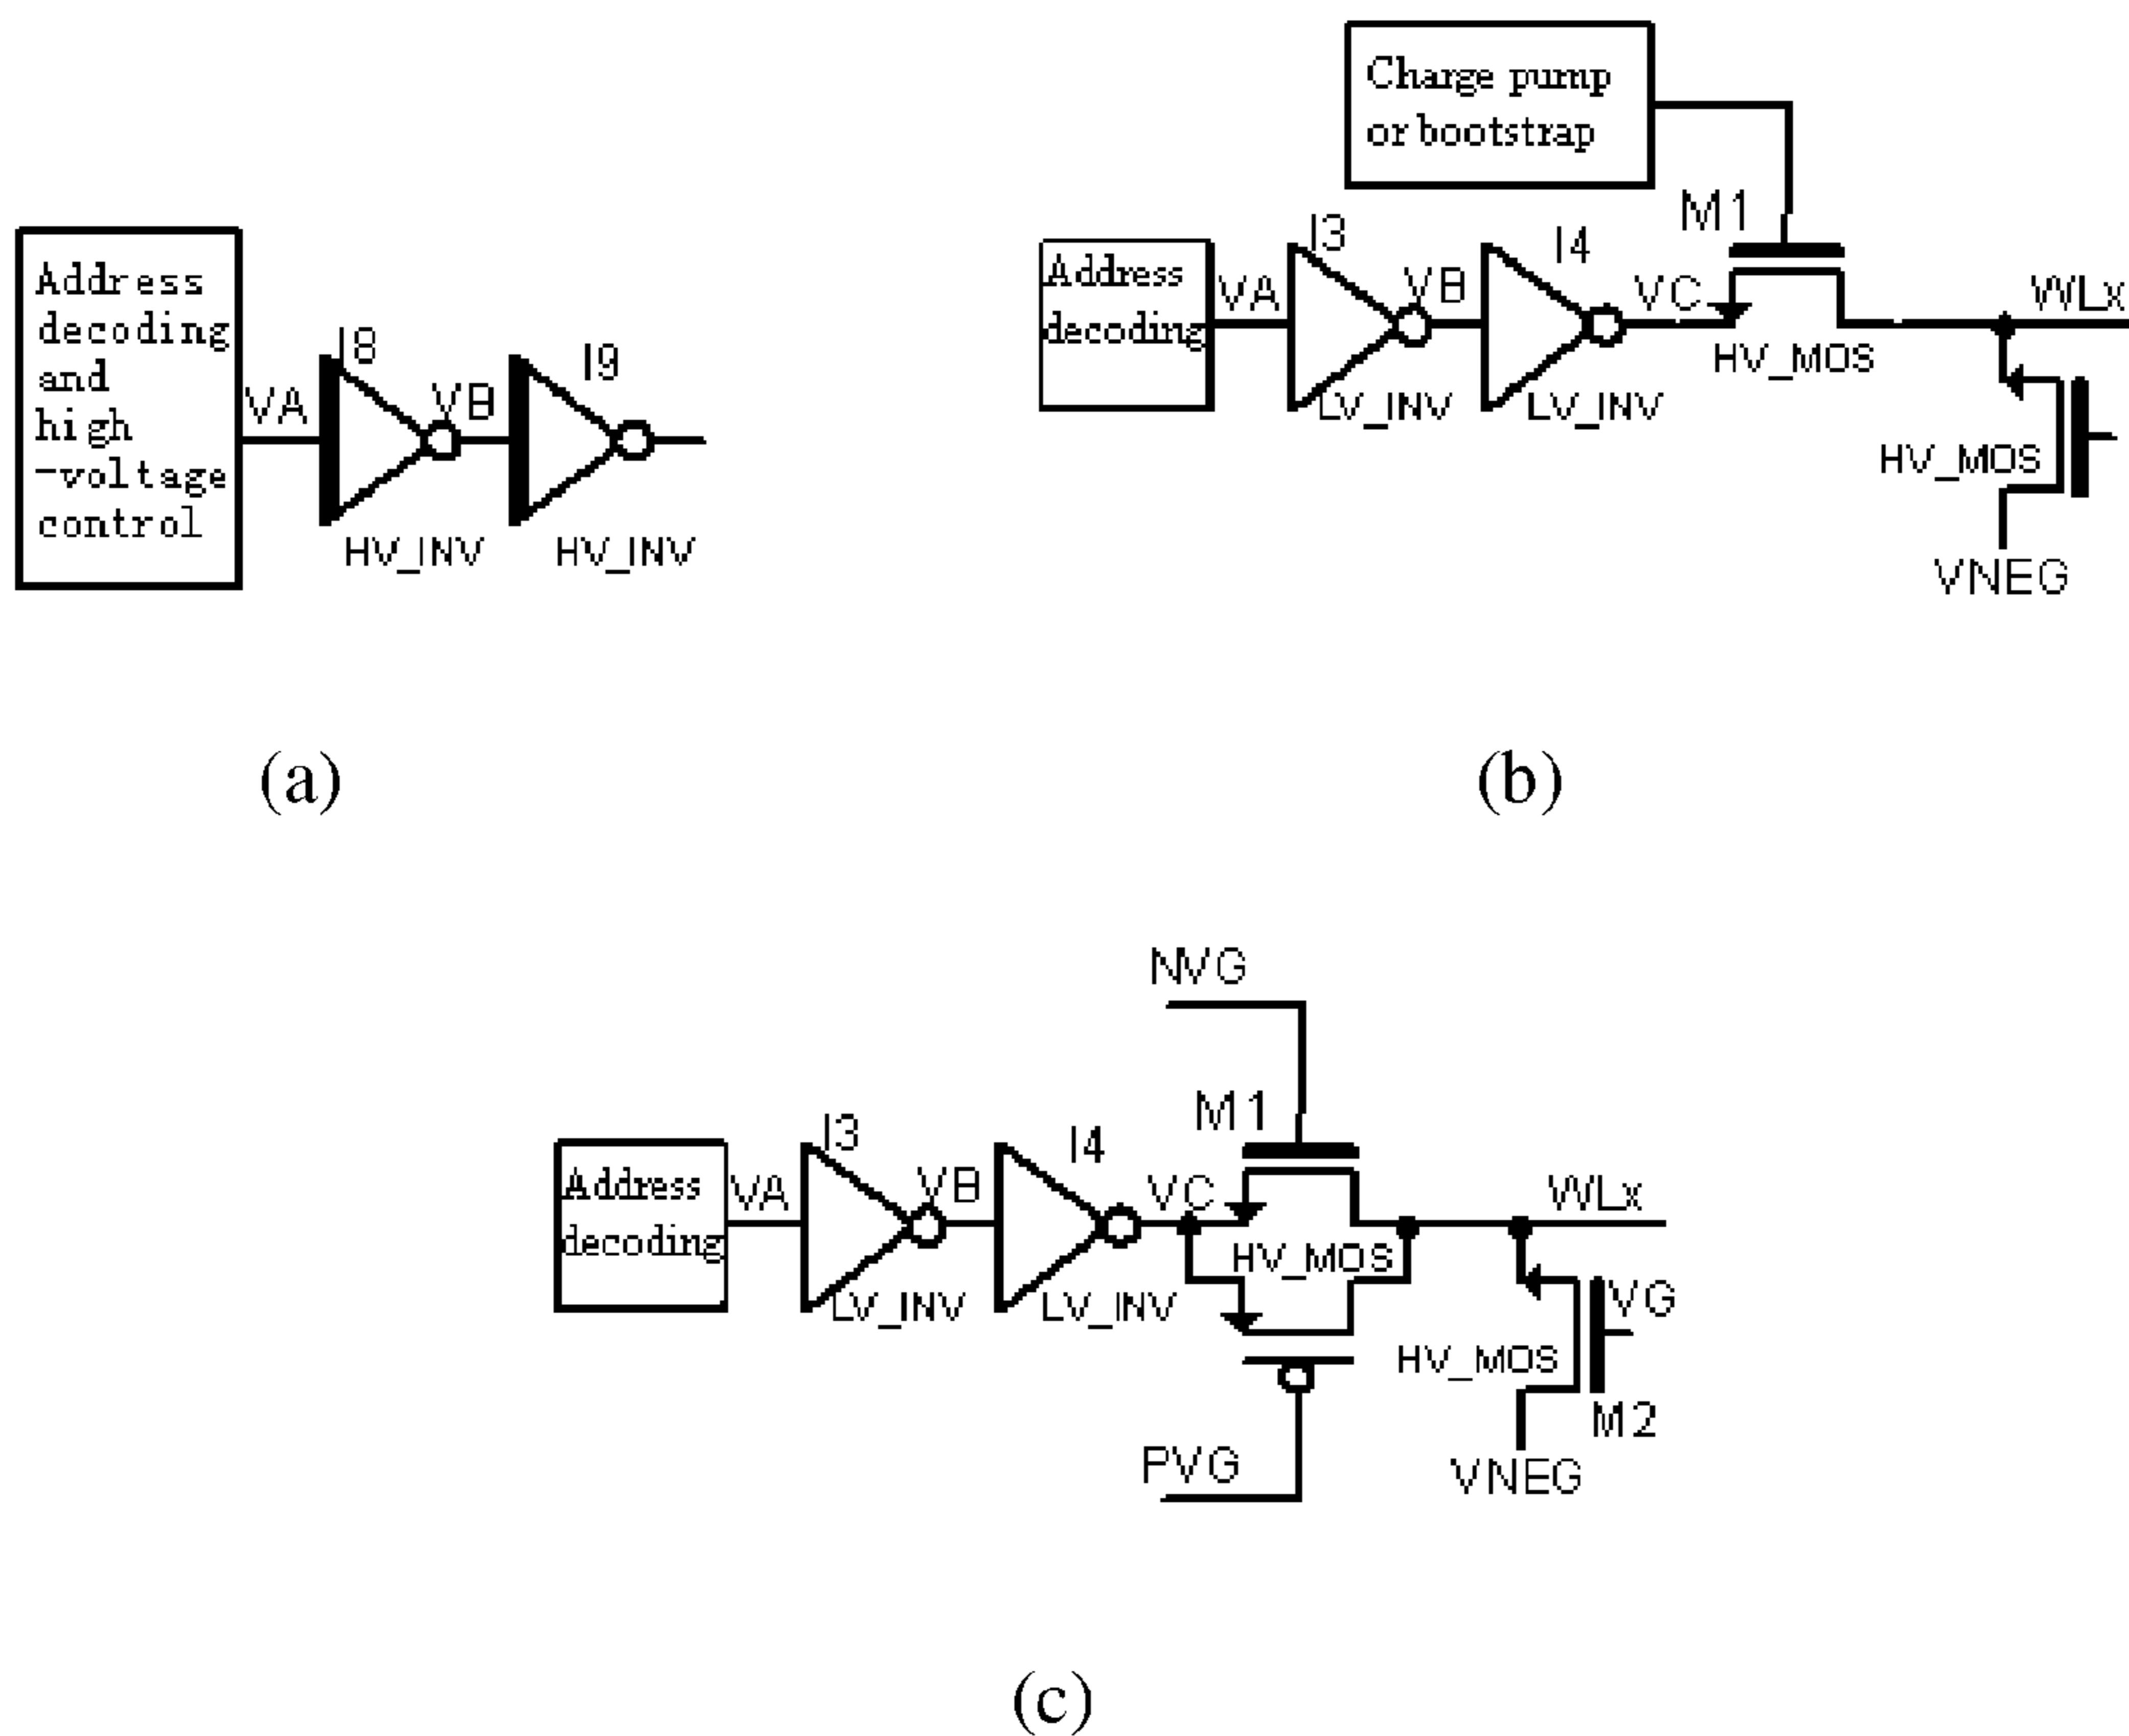 Address
decoding
and
high
-voltage
control
VA
I8
VB
I9
HV_INV
HV_INV
(a)
Charge pump
or bootstrap
Address
decoding
VA
I3
VB
I4
VC
M1
WLx
LV_INV
LV_INV
HV_MOS
HV_MOS
VNEG
(b)
NVG
M1
Address
decoding
VA
I3
VB
I4
VC
WLx
LV_INV
LV_INV
HV_MOS
HV_MOS
VG
M2
PVG
VNEG
(c)